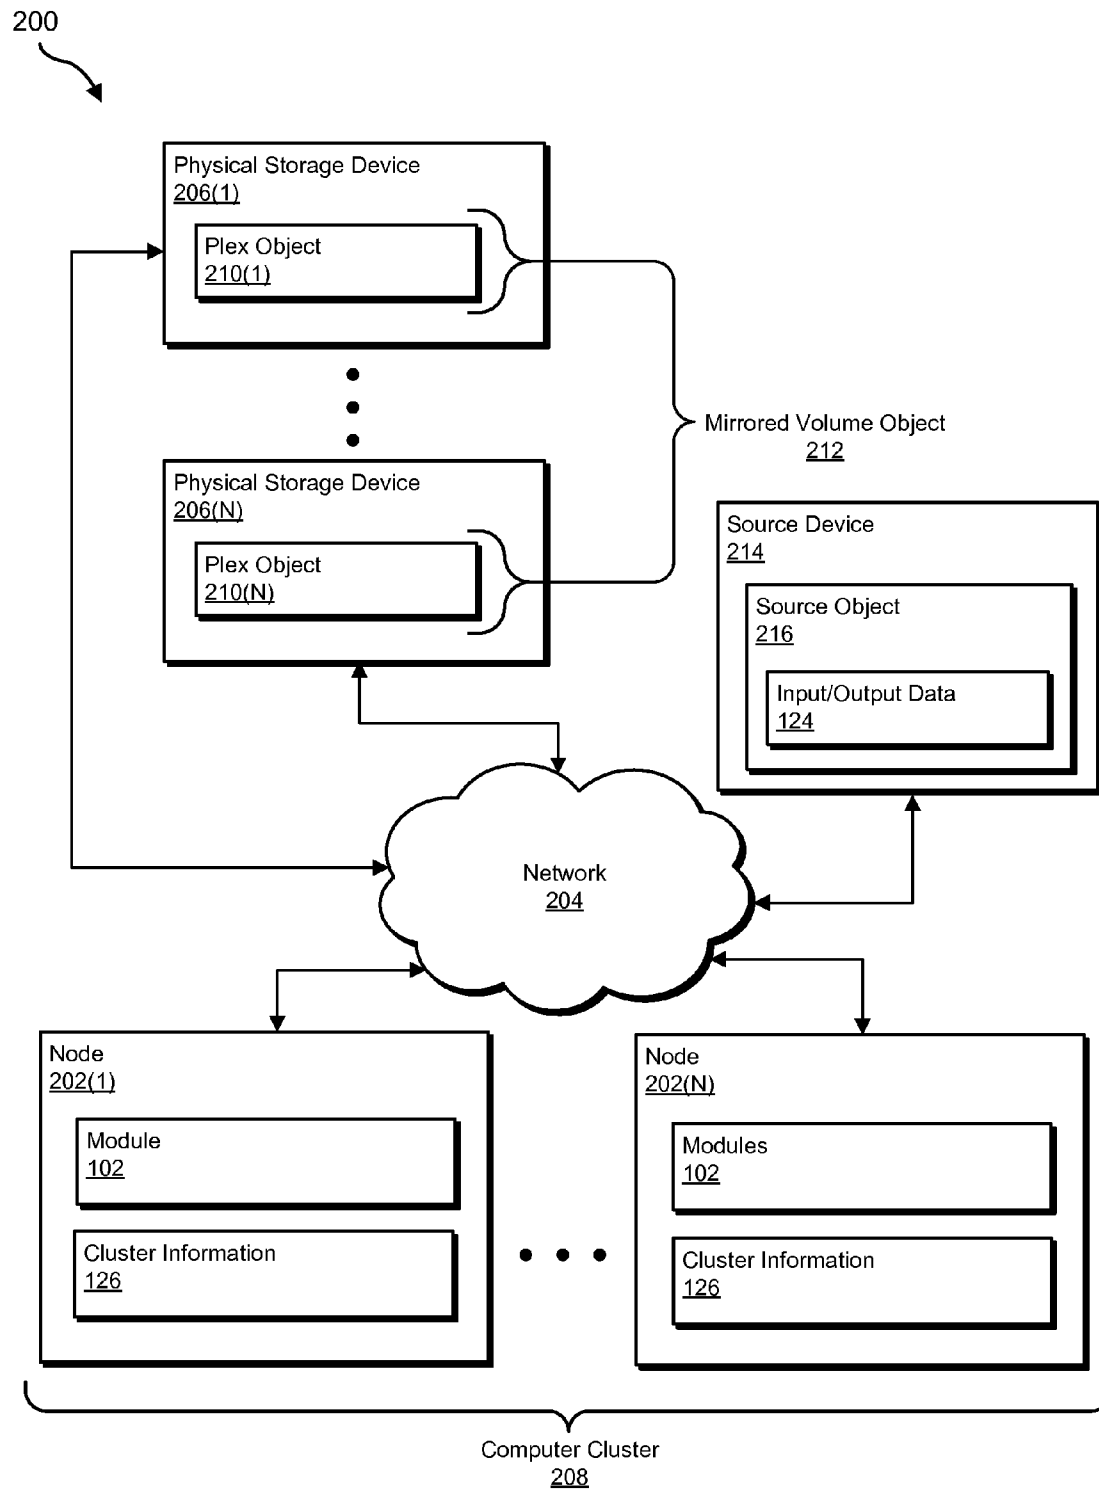 200
Physical Storage Device
206(1)
Plex Object
210(1)
Mirrored Volume Object
212
Physical Storage Device
206(N)
Plex Object
210(N)
Source Device
214
Source Object
216
Input/Output Data
124
Network
204
Node
202(1)
Module
102
Cluster Information
126
Node
202(N)
Modules
102
Cluster Information
126
Computer Cluster
208